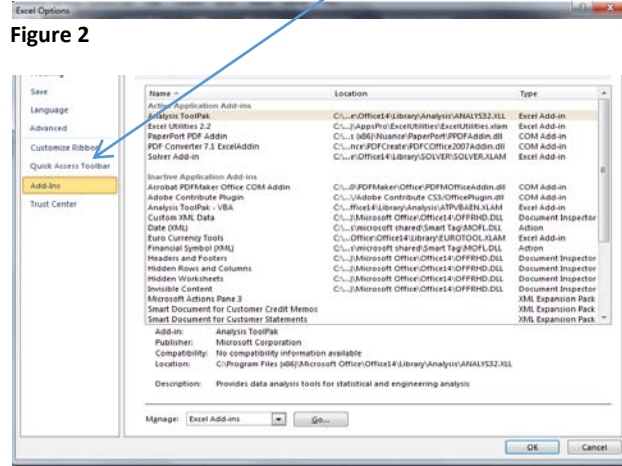 Excel Options
Figure 2
Save
Language
Advanced
Customize Ribbon
Quick Access Toolbar
Add-Ins
Trust Center
Name Location Type
Active Application Add-ins
Analysis ToolPak C:\...e\Office14\Library\Analysis\ANALYS32.XLL Excel Add-in
Excel Utilities 2.2 C:\...)\AppsPro\ExcelUtilities\ExcelUtilities.xlam Excel Add-in
PaperPort PDF Addin C:\...s (x86)\Nuance\PaperPort\PPDFAddin.dll COM Add-in
PDF Converter 7.1 ExcelAddin C:\...nce\PDFCreate\PDFCOffice2007Addin.dll COM Add-in
Solver Add-in C:\...e\Office14\Library\SOLVER\SOLVER.XLAM Excel Add-in
Inactive Application Add-ins
Acrobat PDFMaker Office COM Addin C:\...0\PDFMaker\Office\PDFMOfficeAddin.dll COM Add-in
Adobe Contribute Plugin C:\...\/Adobe Contribute CS3/OfficePlugin.dll COM Add-in
Analysis ToolPak - VBA C:\...ffice14\Library\Analysis\ATPVBAEN.XLAM Excel Add-in
Custom XML Data C:\...)\Microsoft Office\Office14\OFFRHD.DLL Document Inspector
Date (XML) C:\...s\microsoft shared\Smart Tag\MOFL.DLL Action
Euro Currency Tools C:\...Office\Office14\Library\EUROTOOL.XLAM Excel Add-in
Financial Symbol (XML) C:\...s\microsoft shared\Smart Tag\MOFL.DLL Action
Headers and Footers C:\...)\Microsoft Office\Office14\OFFRHD.DLL Document Inspector
Hidden Rows and Columns C:\...)\Microsoft Office\Office14\OFFRHD.DLL Document Inspector
Hidden Worksheets C:\...)\Microsoft Office\Office14\OFFRHD.DLL Document Inspector
Invisible Content C:\...)\Microsoft Office\Office14\OFFRHD.DLL Document Inspector
Microsoft Actions Pane 3 XML Expansion Pack
Smart Document for Customer Credit Memos XML Expansion Pack
Smart Document for Customer Statements XML Expansion Pack
Add-in: Analysis ToolPak
Publisher: Microsoft Corporation
Compatibility: No compatibility information available
Location: C:\Program Files (x86)\Microsoft Office\Office14\Library\Analysis\ANALYS32.XLL
Description: Provides data analysis tools for statistical and engineering analysis
Manage: Excel Add-ins Go...
OK Cancel